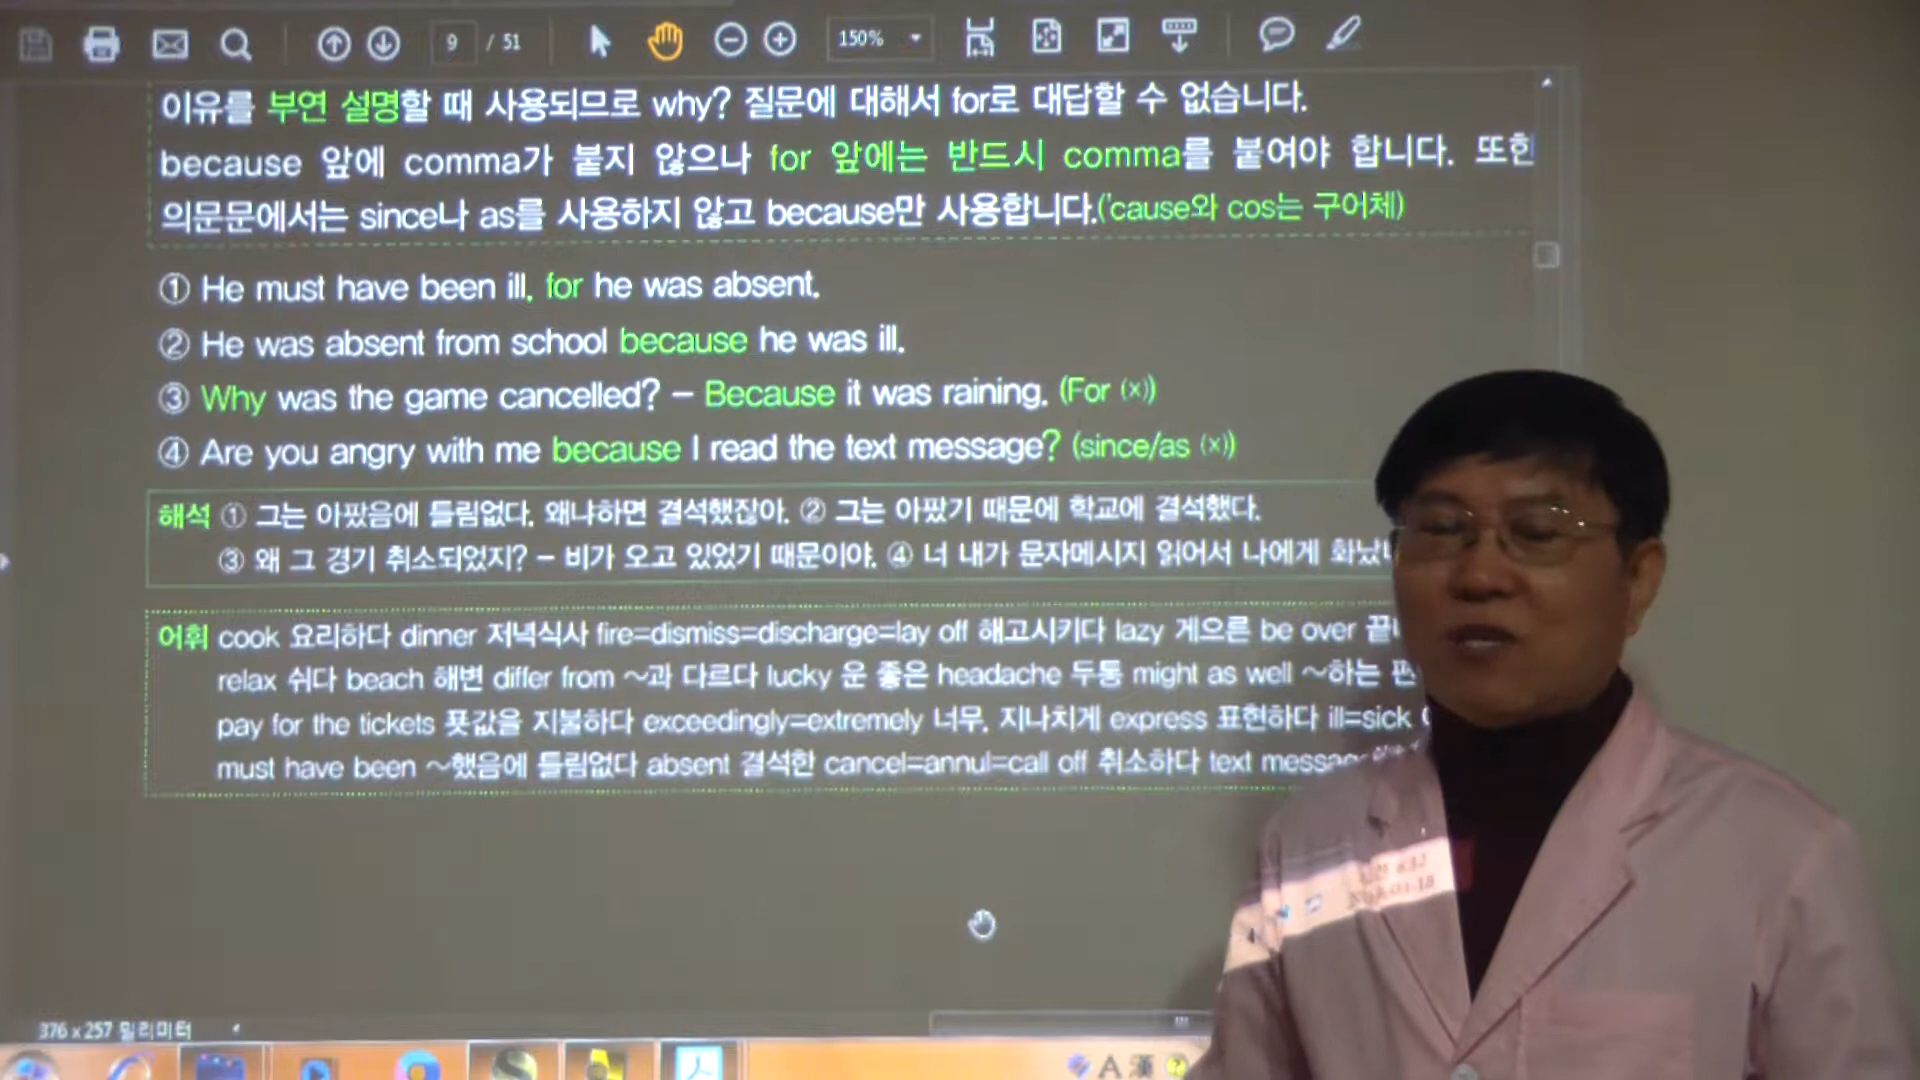 9 / 51 150%
이유를 부연 설명할 때 사용되므로 why? 질문에 대해서 for로 대답할 수 없습니다.
because 앞에 comma가 붙지 않으나 for 앞에는 반드시 comma를 붙여야 합니다. 또한
의문문에서는 since나 as를 사용하지 않고 because만 사용합니다.('cause와 cos는 구어체)
① He must have been ill, for he was absent.
② He was absent from school because he was ill.
③ Why was the game cancelled? – Because it was raining. (For (×))
④ Are you angry with me because I read the text message? (since/as (×))
해석 ① 그는 아팠음에 틀림없다. 왜냐하면 결석했잖아. ② 그는 아팠기 때문에 학교에 결석했다.
③ 왜 그 경기 취소되었지? – 비가 오고 있었기 때문이야. ④ 너 내가 문자메시지 읽어서 나에게 화났
어휘 cook 요리하다 dinner 저녁식사 fire=dismiss=discharge=lay off 해고시키다 lazy 게으른 be over
relax 쉬다 beach 해변 differ from ~과 다르다 lucky 운 좋은 headache 두통 might as well ~하는 편
pay for the tickets 푯값을 지불하다 exceedingly=extremely 너무, 지나치게 express 표현하다 ill=sick
must have been ~했음에 틀림없다 absent 결석한 cancel=annul=call off 취소하다 text message
376 x 257 밀리미터
A 漢 ?